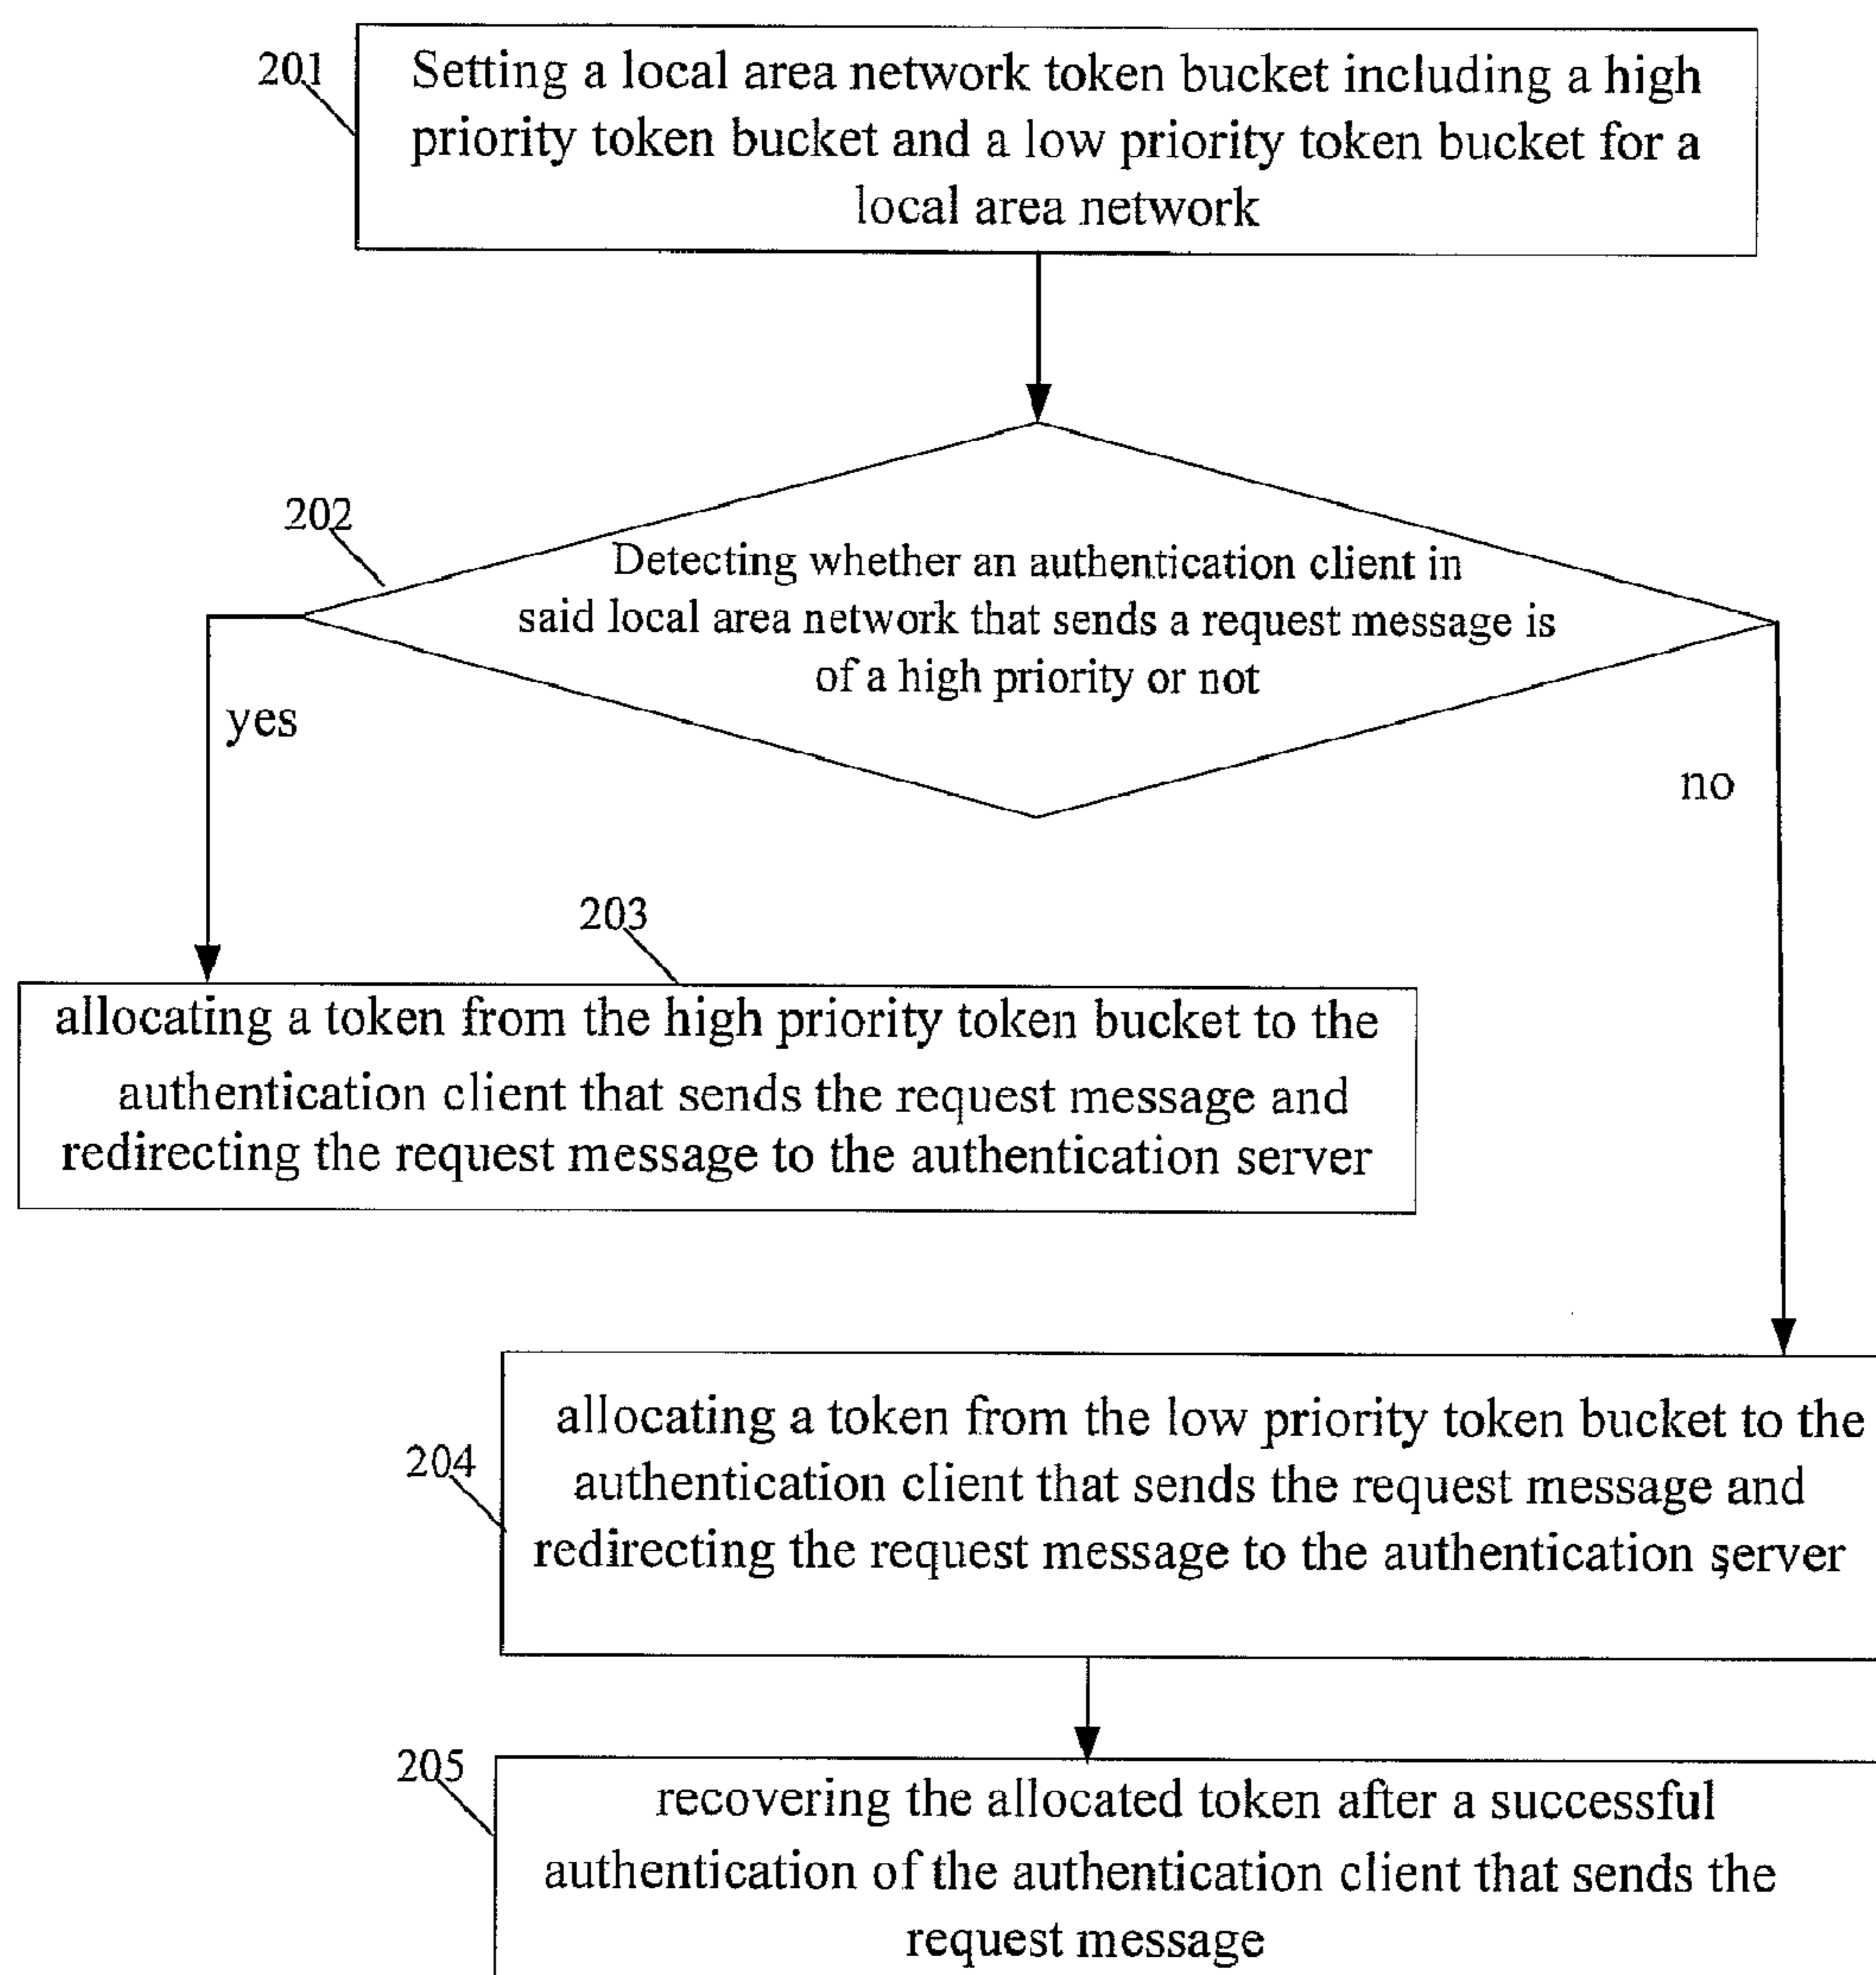 201
Setting a local area network token bucket including a high
priority token bucket and a low priority token bucket for a
local area network
202
Detecting whether an authentication client in
said local area network that sends a request message is
of a high priority or not
yes
no
203
allocating a token from the high priority token bucket to the
authentication client that sends the request message and
redirecting the request message to the authentication server
204
allocating a token from the low priority token bucket to the
authentication client that sends the request message and
redirecting the request message to the authentication server
205
recovering the allocated token after a successful
authentication of the authentication client that sends the
request message